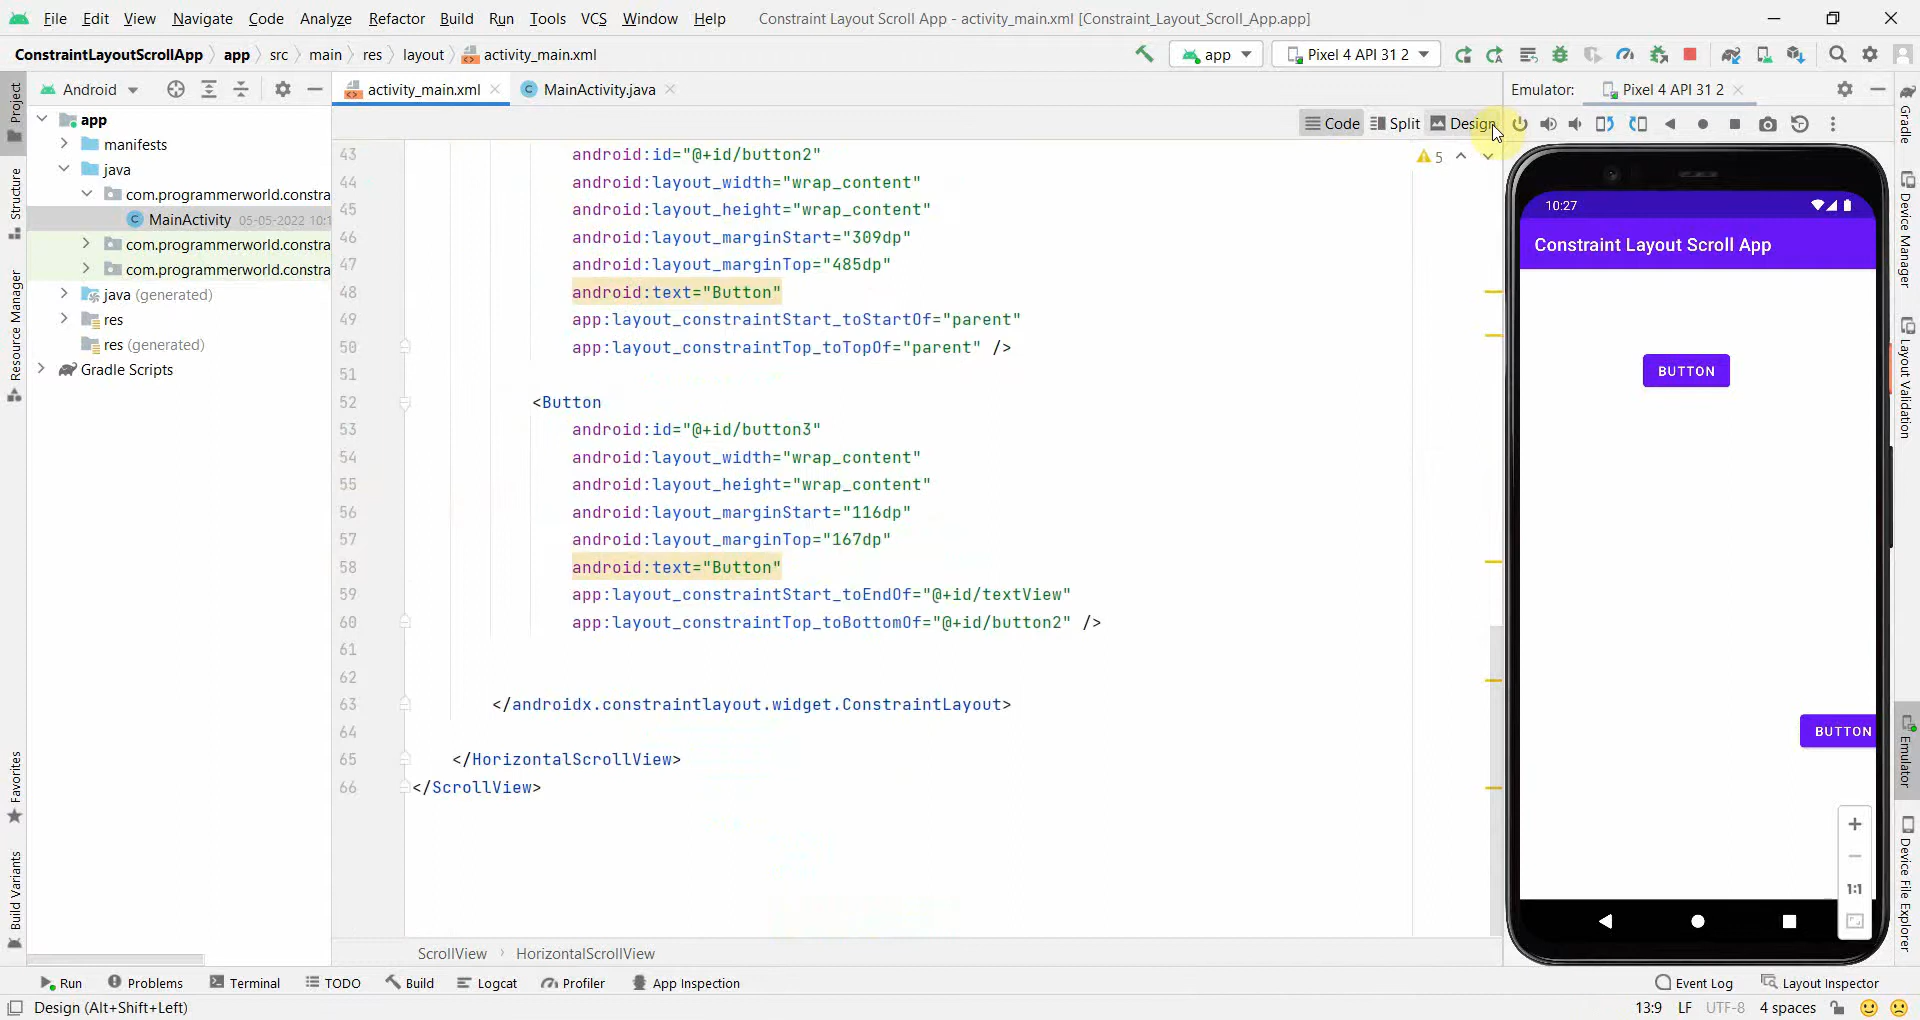 File Edit View Navigate Code Analyze Refactor Build Run Tools VCS Window Help Constraint Layout Scroll App - activity_main.xml [Constraint_Layout_Scroll_App.app]
ConstraintLayoutScrollApp app src main res layout activity_main.xml app Pixel 4 API 31 2
Android activity_main.xml MainActivity.java Emulator: Pixel 4 API 31 2
Code Split Design
5
Project
Structure
Resource Manager
Favorites
Build Variants
app
manifests
java
com.programmerworld.constra
MainActivity 05-05-2022 10:1
com.programmerworld.constra
com.programmerworld.constra
java (generated)
res
res (generated)
Gradle Scripts
43 android:id="@+id/button2"
44 android:layout_width="wrap_content"
45 android:layout_height="wrap_content"
46 android:layout_marginStart="309dp"
47 android:layout_marginTop="485dp"
48 android:text="Button"
49 app:layout_constraintStart_toStartOf="parent"
50 app:layout_constraintTop_toTopOf="parent" />
51
52 <Button
53 android:id="@+id/button3"
54 android:layout_width="wrap_content"
55 android:layout_height="wrap_content"
56 android:layout_marginStart="116dp"
57 android:layout_marginTop="167dp"
58 android:text="Button"
59 app:layout_constraintStart_toEndOf="@+id/textView"
60 app:layout_constraintTop_toBottomOf="@+id/button2" />
61
62
63 </androidx.constraintlayout.widget.ConstraintLayout>
64
65 </HorizontalScrollView>
66 </ScrollView>
ScrollView HorizontalScrollView
10:27
Constraint Layout Scroll App
BUTTON
BUTTON
1:1
Gradle
Device Manager
Layout Validation
Emulator
Device File Explorer
Run Problems Terminal TODO Build Logcat Profiler App Inspection Event Log Layout Inspector
Design (Alt+Shift+Left) 13:9 LF UTF-8 4 spaces